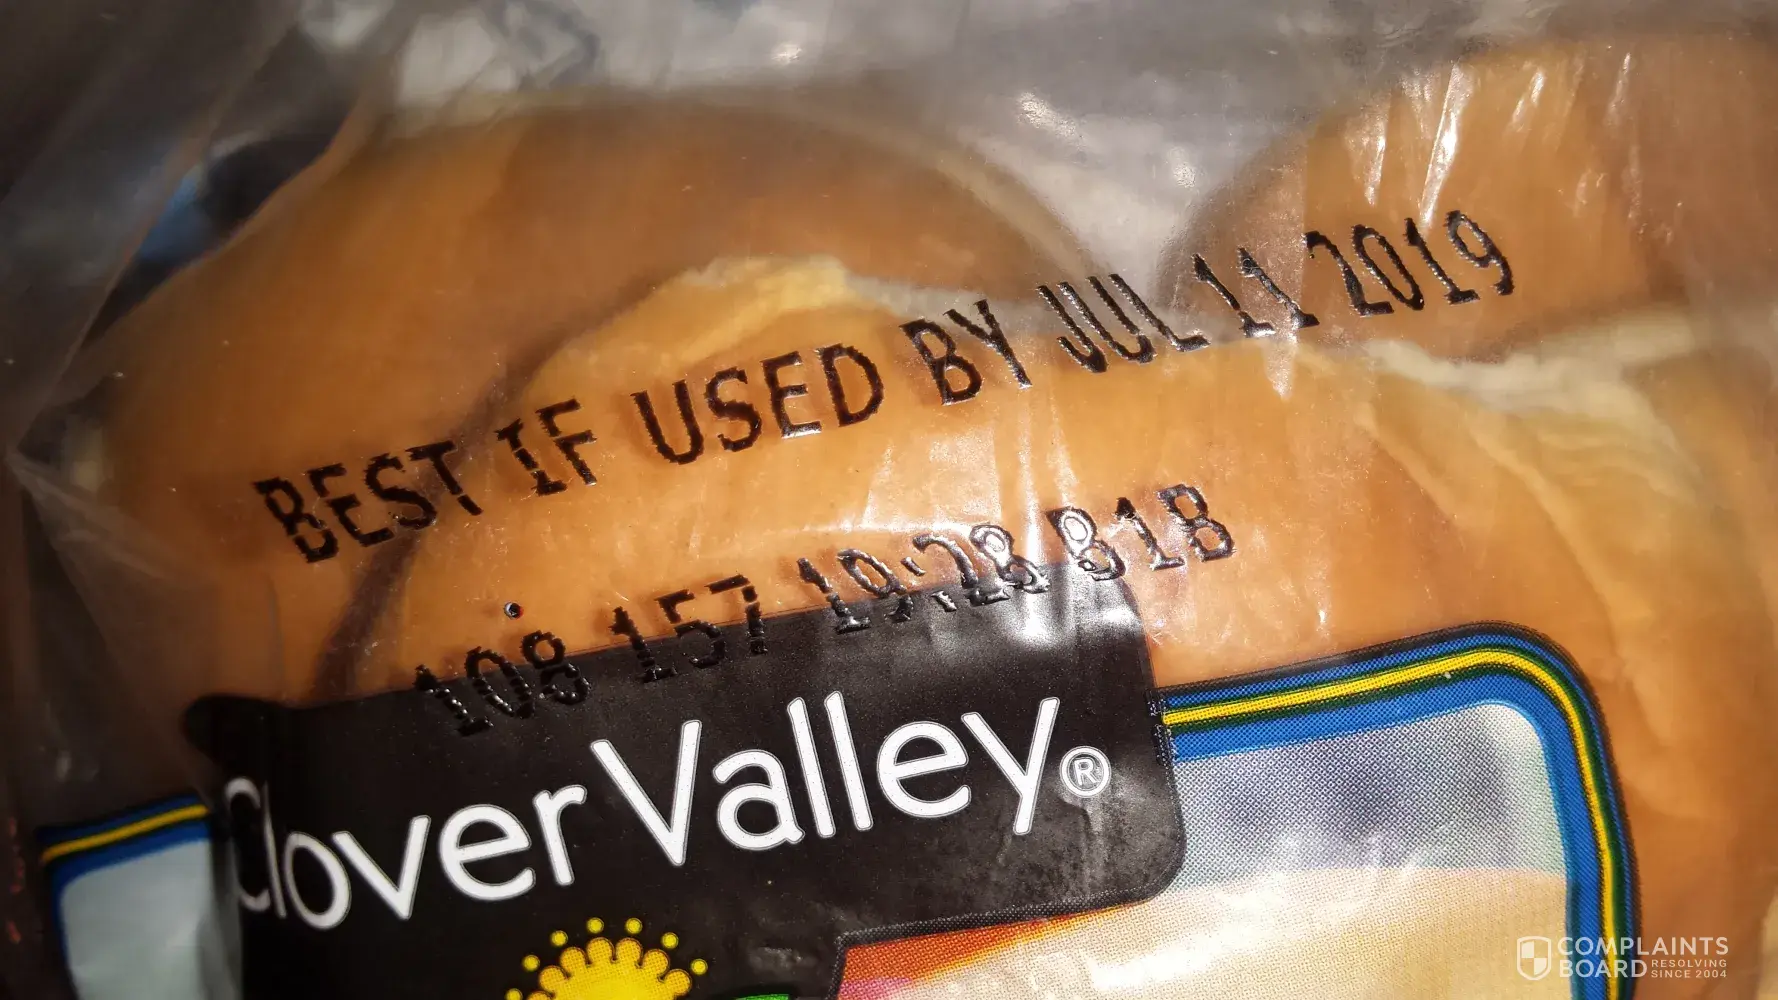 BEST IF USED BY JUL 11 2019
108 157 19:28 B1B
Clover Valley®
COMPLAINTS
BOARD RESOLVING
SINCE 2004